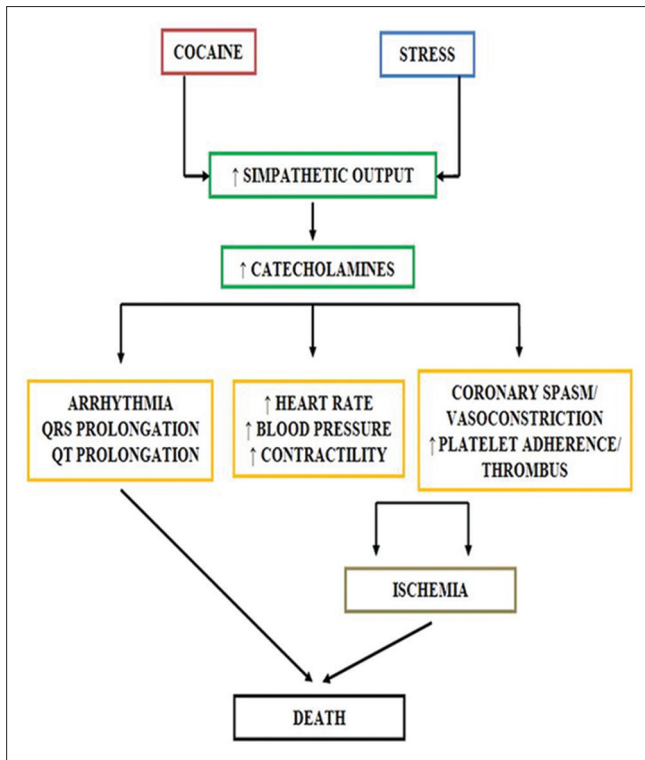 COCAINE
STRESS
↑ SIMPATHETIC OUTPUT
↑ CATECHOLAMINES
ARRHYTHMIA
QRS PROLONGATION
QT PROLONGATION
↑ HEART RATE
↑ BLOOD PRESSURE
↑ CONTRACTILITY
CORONARY SPASM/
VASOCONSTRICTION
↑ PLATELET ADHERENCE/
THROMBUS
ISCHEMIA
DEATH